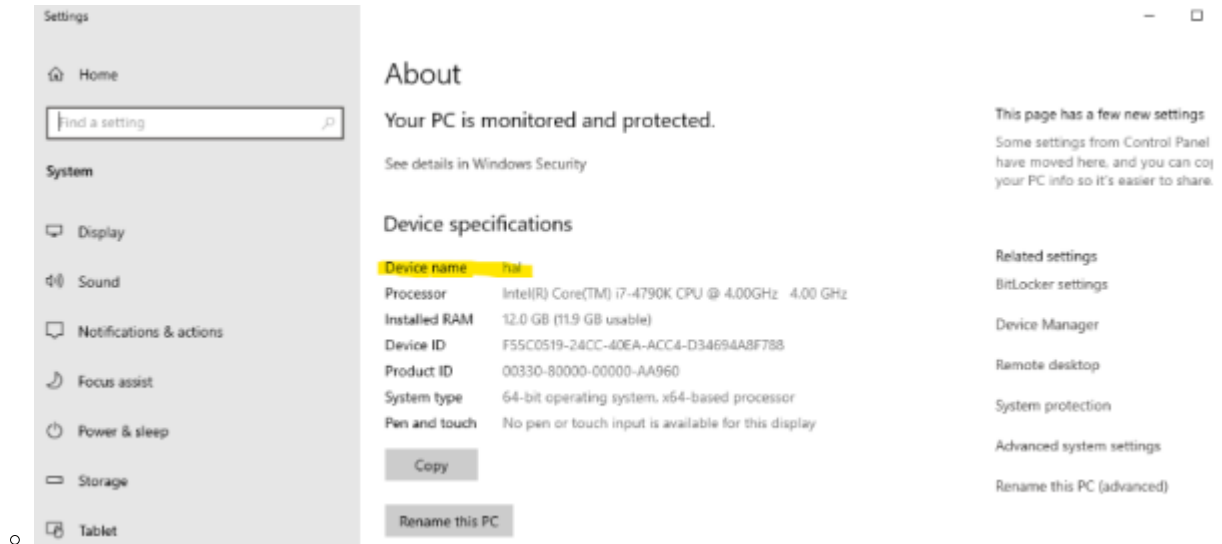 Settings
Home
Find a setting
System
Display
Sound
Notifications & actions
Focus assist
Power & sleep
Storage
Tablet
About
Your PC is monitored and protected.
See details in Windows Security
Device specifications
Device name hal
Processor Intel(R) Core(TM) i7-4790K CPU @ 4.00GHz 4.00 GHz
Installed RAM 12.0 GB (11.9 GB usable)
Device ID F55C0519-24CC-40EA-ACC4-D34694A8F788
Product ID 00330-80000-00000-AA960
System type 64-bit operating system, x64-based processor
Pen and touch No pen or touch input is available for this display
Copy
Rename this PC
This page has a few new settings
Some settings from Control Panel
have moved here, and you can cop
your PC info so it's easier to share.
Related settings
BitLocker settings
Device Manager
Remote desktop
System protection
Advanced system settings
Rename this PC (advanced)